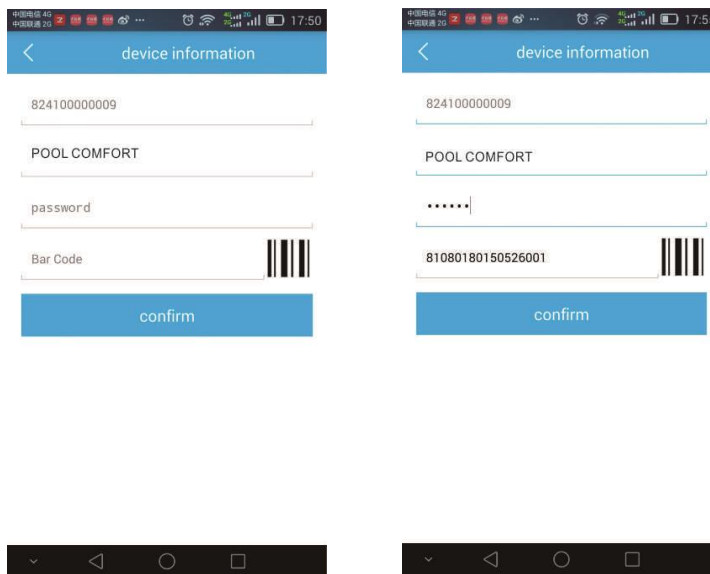 中国电信 4G
中国联通 2G
17:50
device information
824100000009
POOL COMFORT
password
Bar Code
confirm
中国电信 4G
中国联通 2G
17:5
device information
824100000009
POOL COMFORT
••••••
81080180150526001
confirm